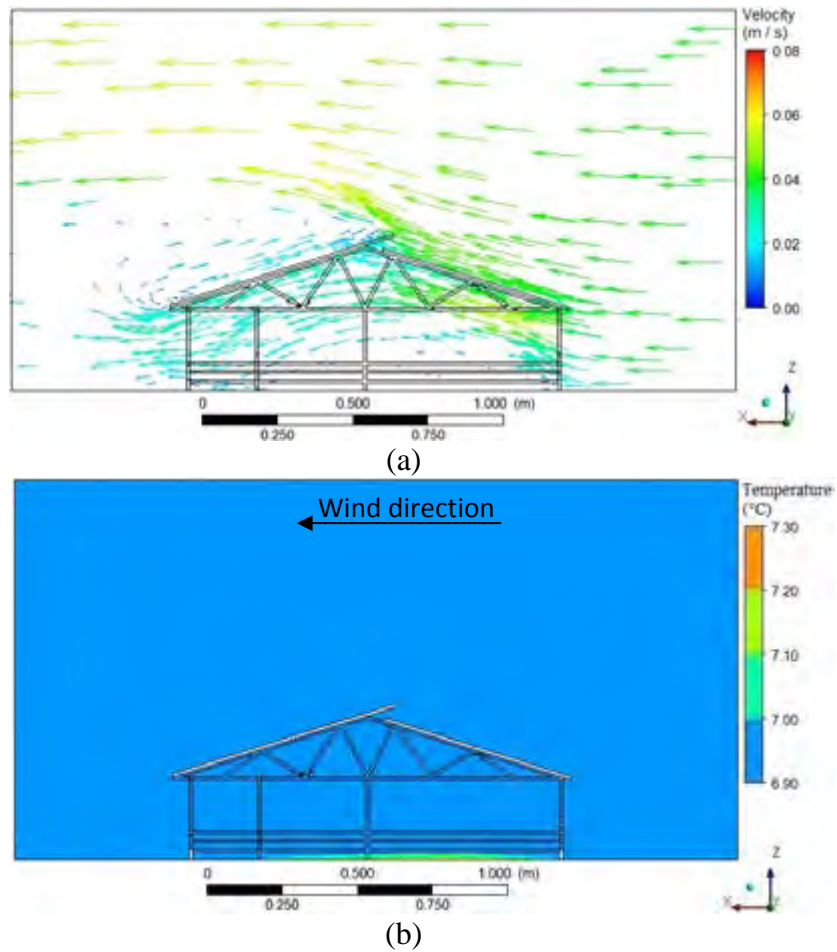 Velocity
(m / s)
0.08
0.06
0.04
0.02
0.00
Z
X
Y
0 0.500 1.000 (m)
0.250 0.750
(a)
Wind direction
Temperature
(°C)
7.30
7.20
7.10
7.00
6.90
Z
X
Y
0 0.500 1.000 (m)
0.250 0.750
(b)